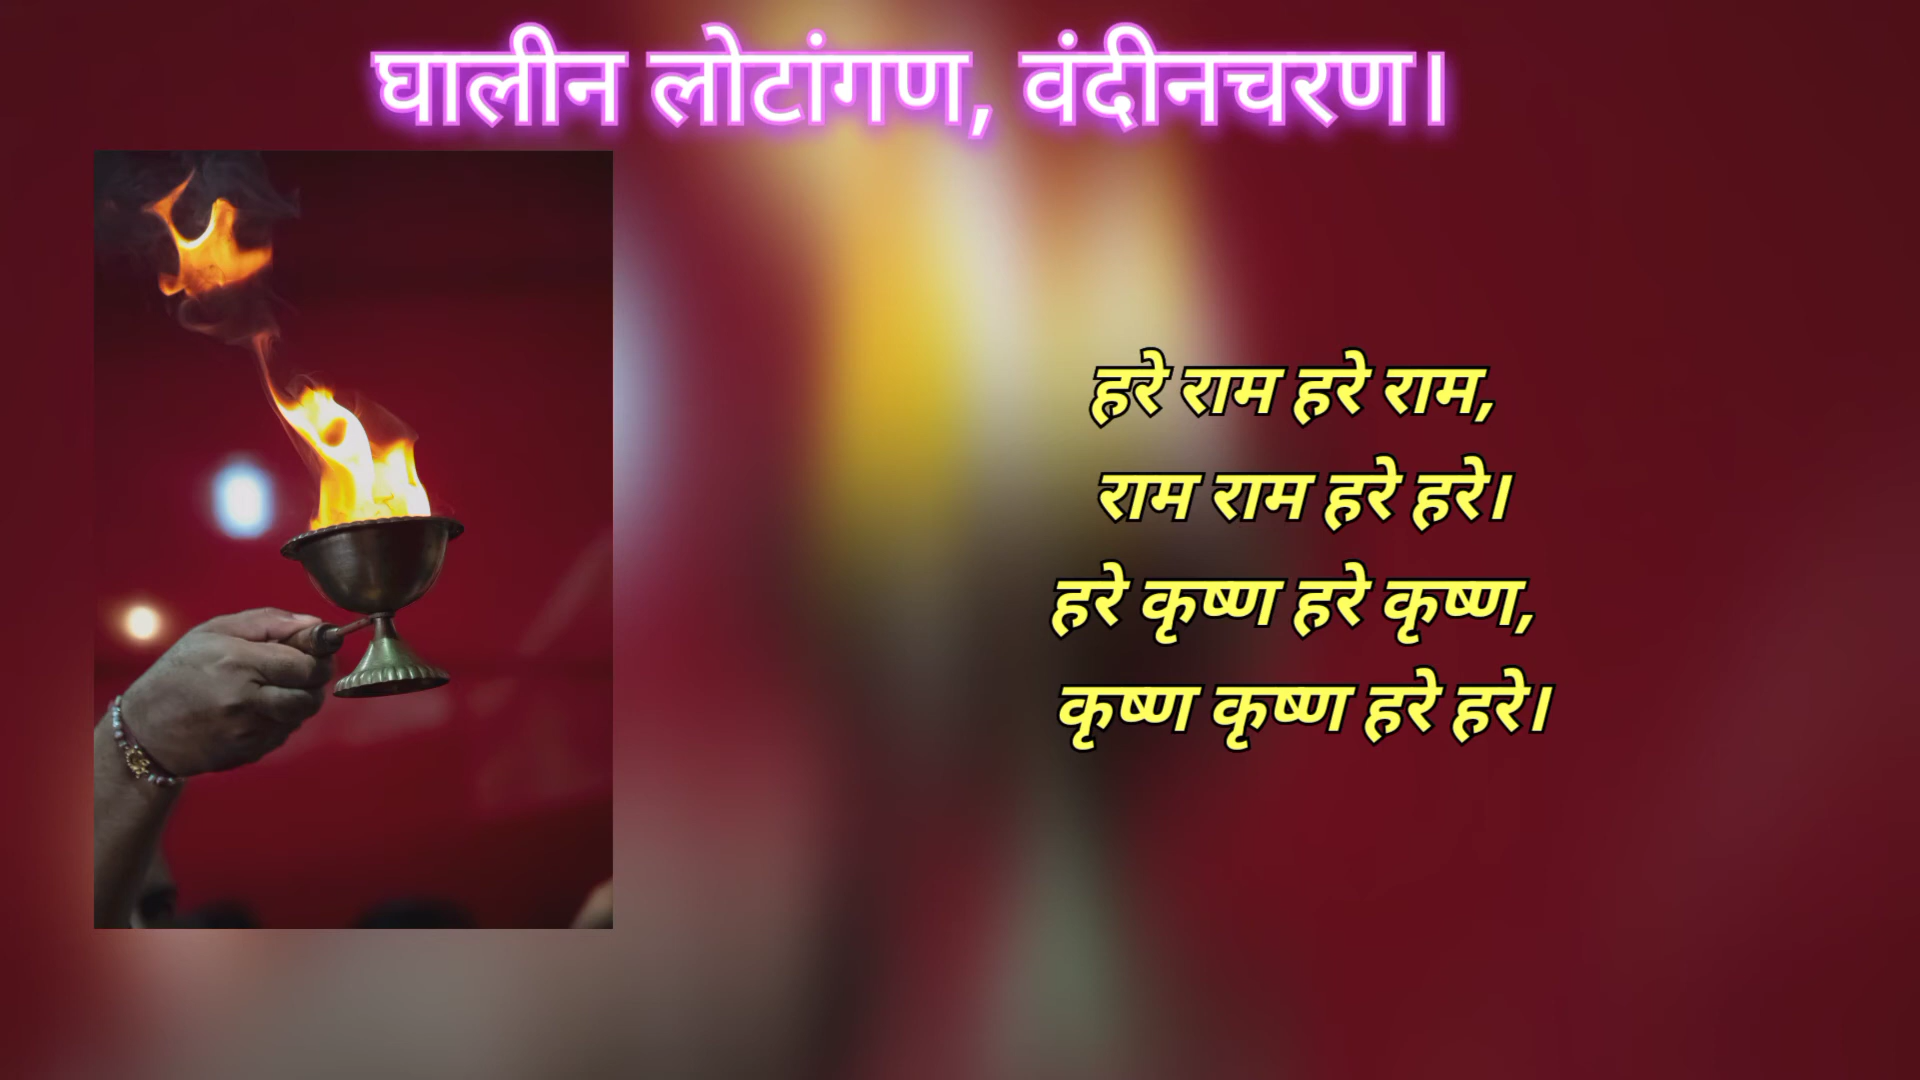 घालीन लोटांगण, वंदीनचरण।
हरे राम हरे राम,
राम राम हरे हरे।
हरे कृष्ण हरे कृष्ण,
कृष्ण कृष्ण हरे हरे।